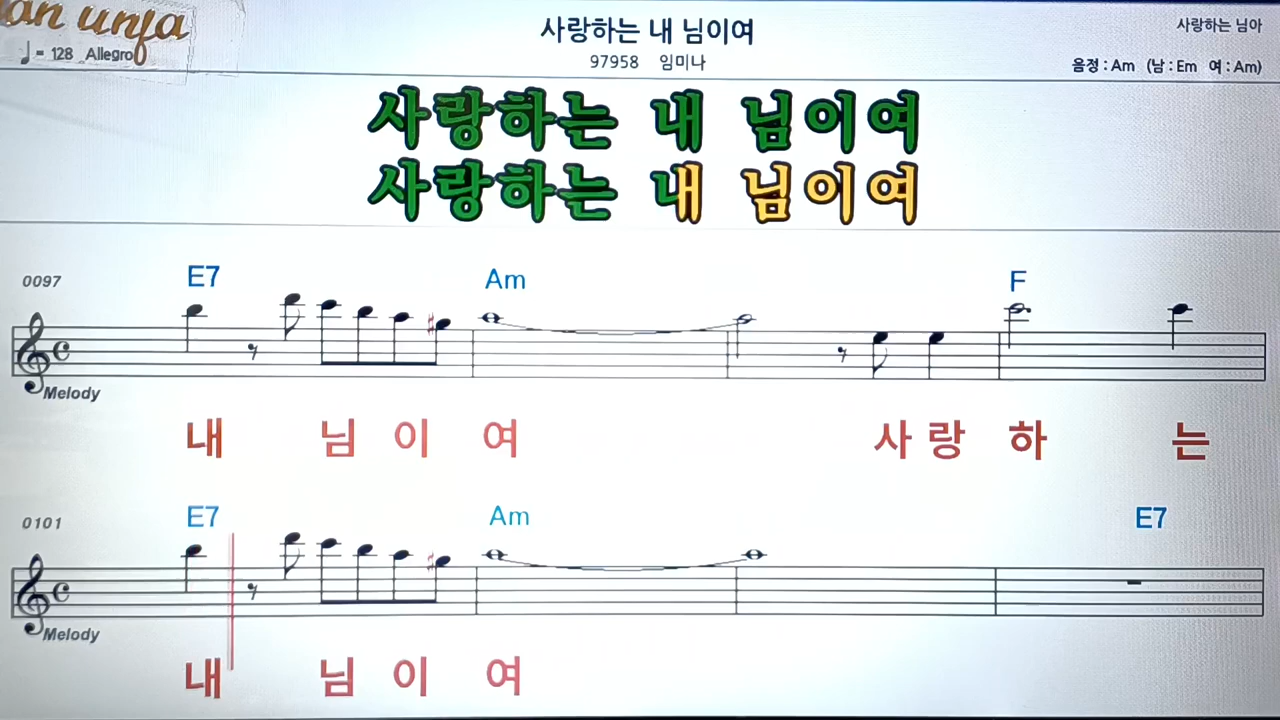 an unja
♩ = 128 Allegro
사랑하는 내 님이여
97958 임미나
사랑하는 님아
음정 : Am (남 : Em 여 : Am)
사랑하는 내 님이여
사랑하는 내 님이여
0097 E7 Am F
Melody
내 님 이 여 사 랑 하 는
0101 E7 Am E7
Melody
내 님 이 여